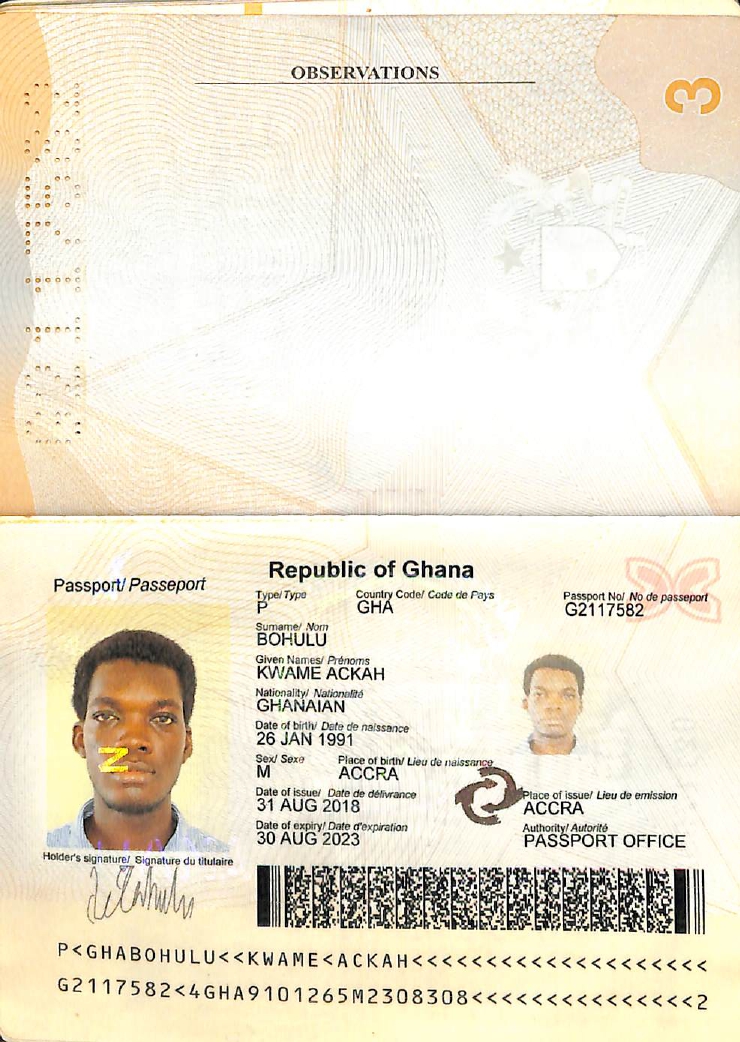 OBSERVATIONS
3
Republic of Ghana
Passport/ Passeport
Type/ Type Country Code/ Code de Pays Passport No/ No de passeport
P GHA G2117582
Surname/ Nom
BOHULU
Given Names/ Prénoms
KWAME ACKAH
Nationality/ Nationalité
GHANAIAN
Date of birth/ Date de naissance
26 JAN 1991
Sex/ Sexe Place of birth/ Lieu de naissance
M ACCRA
Date of issue/ Date de délivrance Place of issue/ Lieu de emission
31 AUG 2018 ACCRA
Date of expiry/ Date d'expiration Authority/ Autorité
30 AUG 2023 PASSPORT OFFICE
Holder's signature/ Signature du titulaire
N
P<GHABOHULU<<KWAME<ACKAH<<<<<<<<<<<<<<<<<<<<
G2117582<4GHA9101265M2308308<<<<<<<<<<<<<<<2